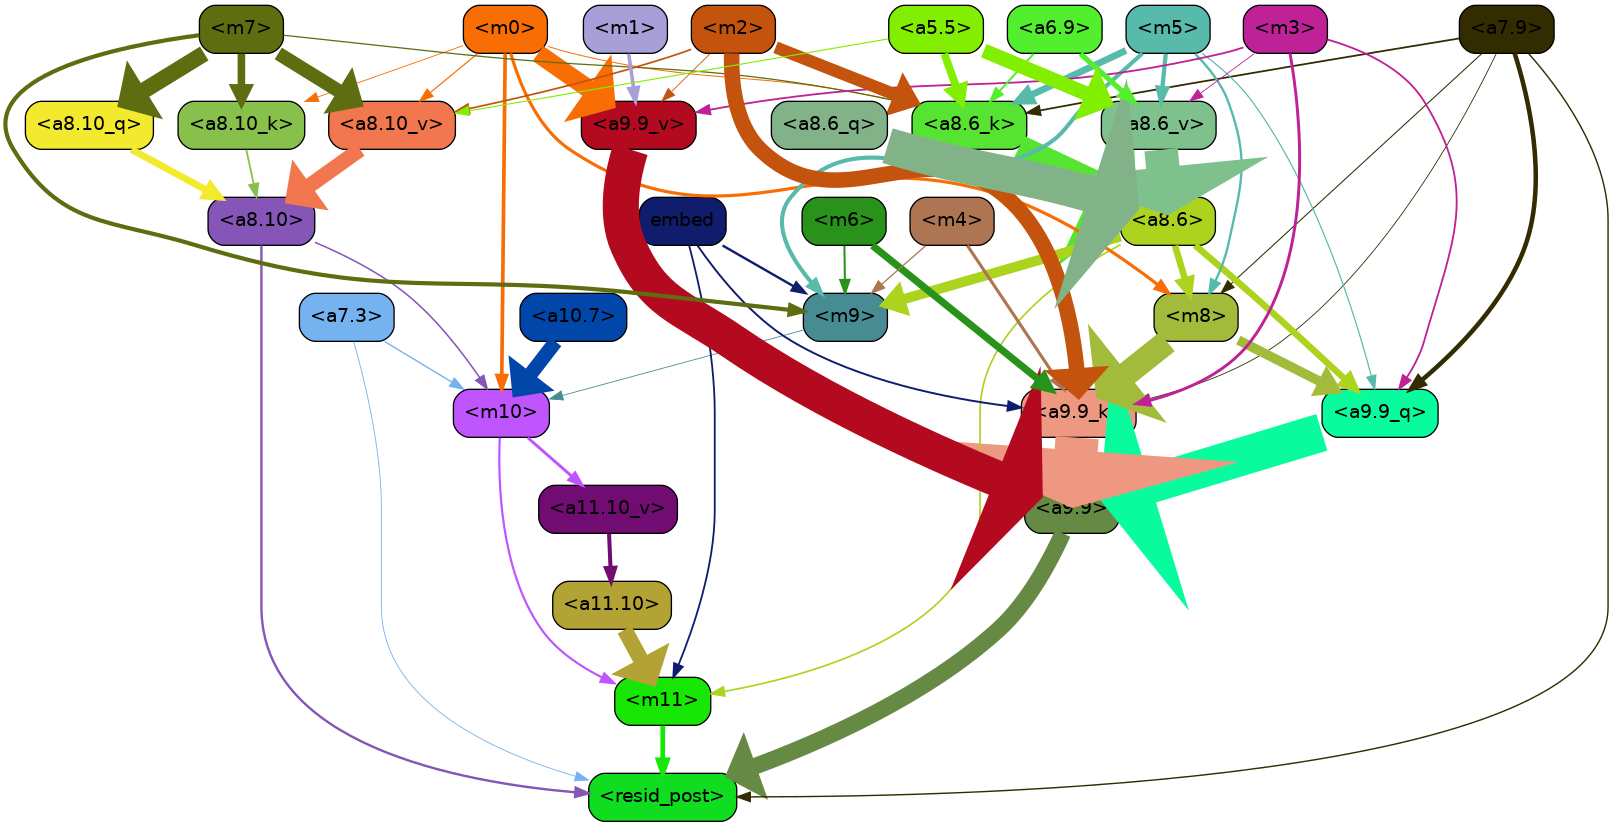 <m7>
<m0>
<m1>
<m2>
<a5.5>
<a6.9>
<m5>
<m3>
<a7.9>
<a8.10_q>
<a8.10_k>
<a8.10_v>
<a9.9_v>
<a8.6_q>
<a8.6_k>
<a8.6_v>
<a8.10>
embed
<m6>
<m4>
<a8.6>
<a7.3>
<a10.7>
<m9>
<m8>
<m10>
<a9.9_k>
<a9.9_q>
<a11.10_v>
<a9.9>
<a11.10>
<m11>
<resid_post>